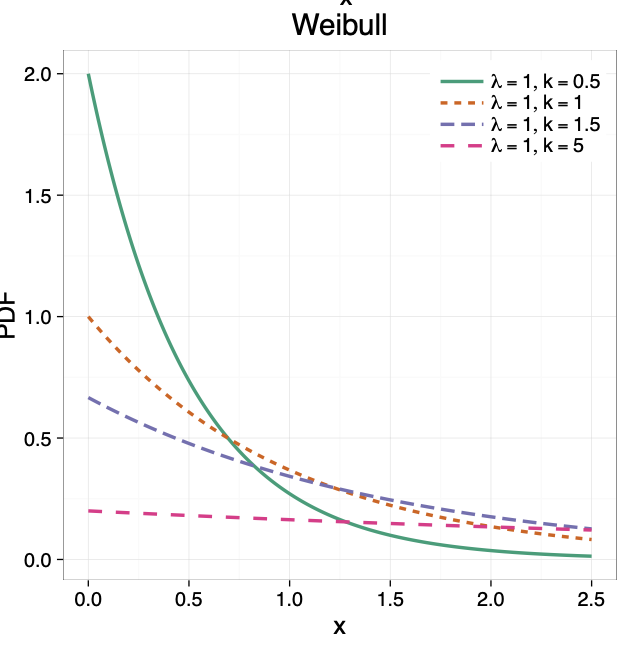 x
Weibull
2.0
1.5
1.0
0.5
0.0
PDF
λ = 1, k = 0.5
λ = 1, k = 1
λ = 1, k = 1.5
λ = 1, k = 5
0.0 0.5 1.0 1.5 2.0 2.5
x